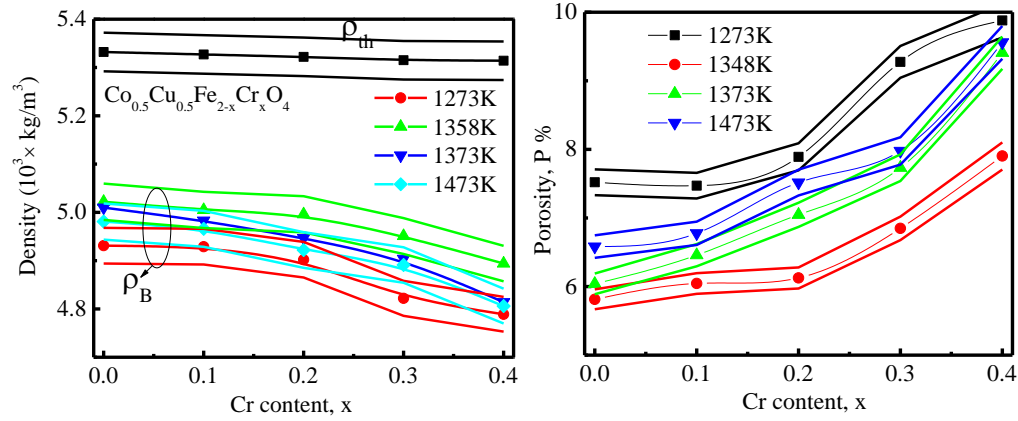 5.4
5.2
5.0
4.8
Density (10³ × kg/m³)
ρth
Co0.5Cu0.5Fe2-xCrxO4
1273K
1358K
1373K
1473K
ρB
0.0 0.1 0.2 0.3 0.4
Cr content, x
10
8
6
Porosity, P %
1273K
1348K
1373K
1473K
0.0 0.1 0.2 0.3 0.4
Cr content, x